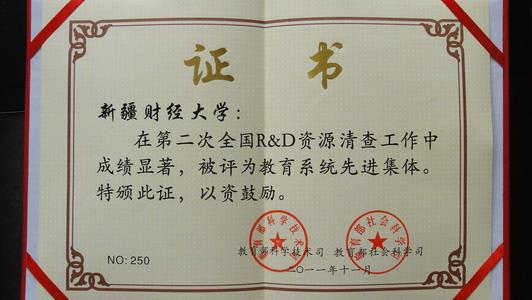 证 书
新疆财经大学：
在第二次全国R&D资源清查工作中
成绩显著，被评为教育系统先进集体。
特颁此证，以资鼓励。
教育部科学技术司 教育部社会科学司
NO: 250
二〇一一年十一月